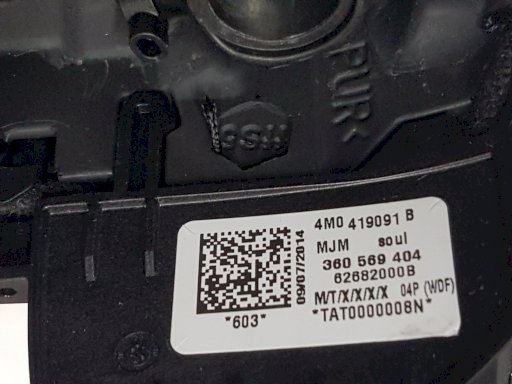 PUR<
4M0 419091 B
MJM soul
360 569 404
62682000B
M/T/X/X/X/X 04P (WDF)
*TAT0000008N*
09/07/2014
*603*